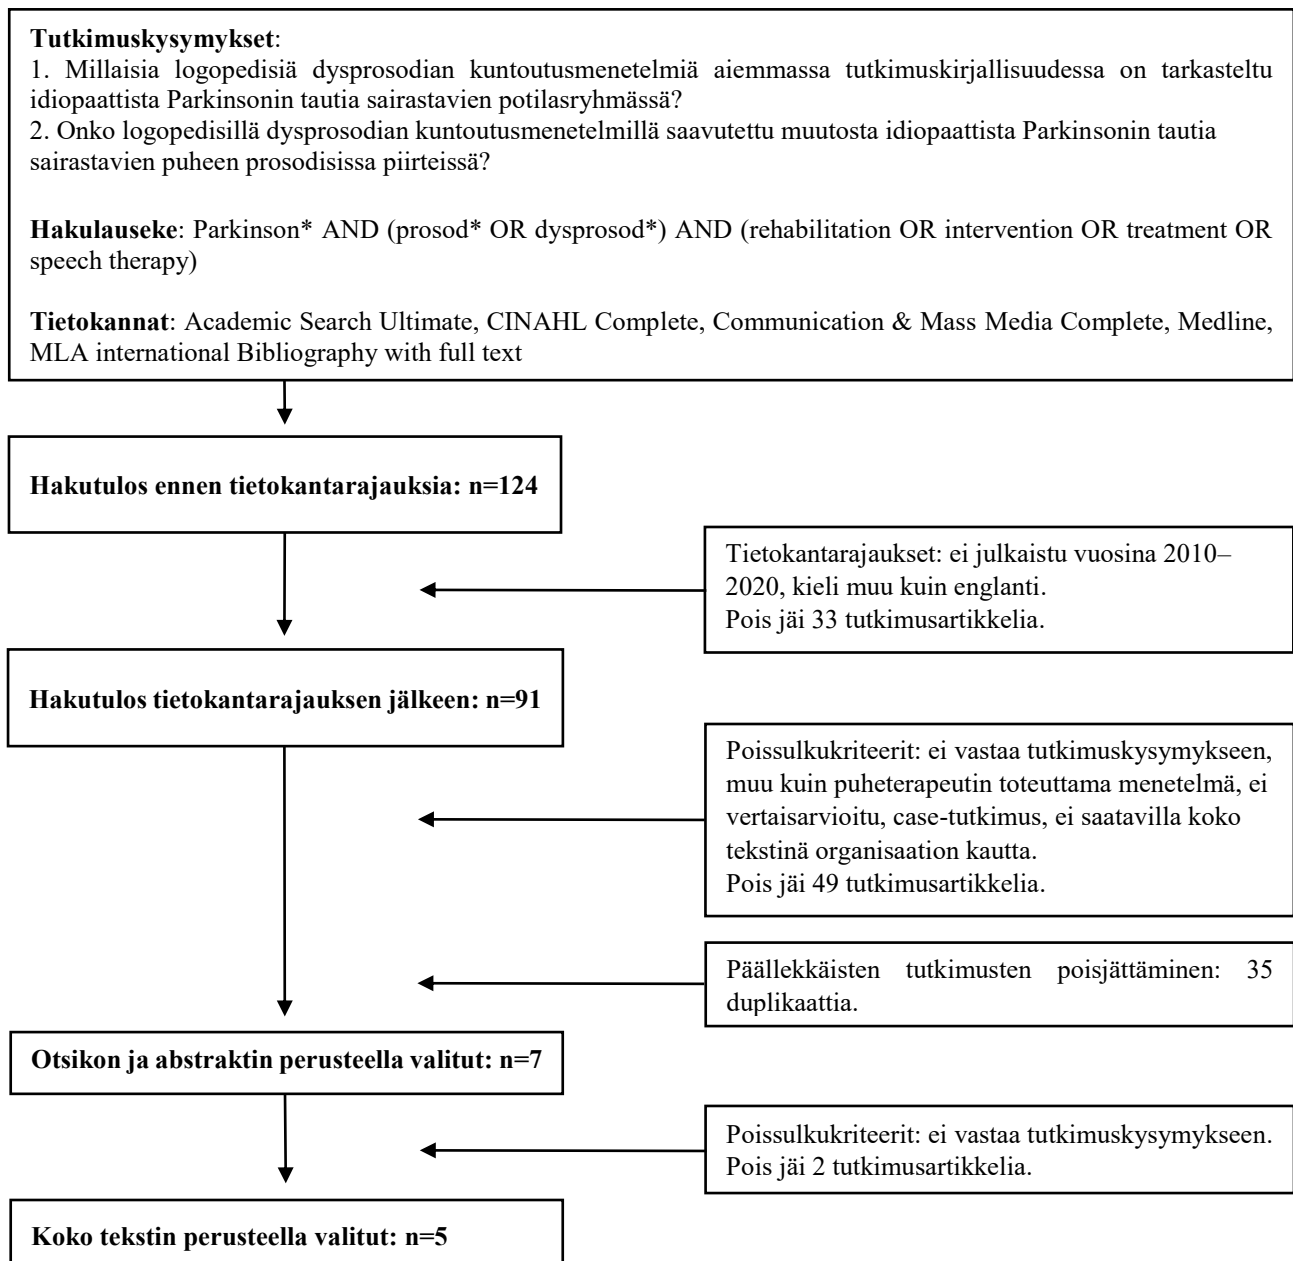 Tutkimuskysymykset:
1. Millaisia logopedisiä dysprosodian kuntoutusmenetelmiä aiemmassa tutkimuskirjallisuudessa on tarkasteltu
idiopaattista Parkinsonin tautia sairastavien potilasryhmässä?
2. Onko logopedisillä dysprosodian kuntoutusmenetelmillä saavutettu muutosta idiopaattista Parkinsonin tautia
sairastavien puheen prosodisissa piirteissä?
Hakulauseke: Parkinson* AND (prosod* OR dysprosod*) AND (rehabilitation OR intervention OR treatment OR
speech therapy)
Tietokannat: Academic Search Ultimate, CINAHL Complete, Communication & Mass Media Complete, Medline,
MLA international Bibliography with full text
Hakutulos ennen tietokantarajauksia: n=124
Tietokantarajaukset: ei julkaistu vuosina 2010–
2020, kieli muu kuin englanti.
Pois jäi 33 tutkimusartikkelia.
Hakutulos tietokantarajauksen jälkeen: n=91
Poissulkukriteerit: ei vastaa tutkimuskysymykseen,
muu kuin puheterapeutin toteuttama menetelmä, ei
vertaisarvioitu, case-tutkimus, ei saatavilla koko
tekstinä organisaation kautta.
Pois jäi 49 tutkimusartikkelia.
Päällekkäisten tutkimusten poisjättäminen: 35
duplikaattia.
Otsikon ja abstraktin perusteella valitut: n=7
Poissulkukriteerit: ei vastaa tutkimuskysymykseen.
Pois jäi 2 tutkimusartikkelia.
Koko tekstin perusteella valitut: n=5